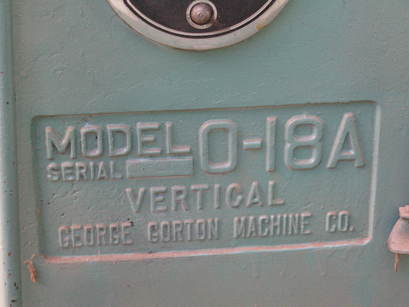 MODEL O-18A
SERIAL
VERTICAL
GEORGE GORTON MACHINE CO.